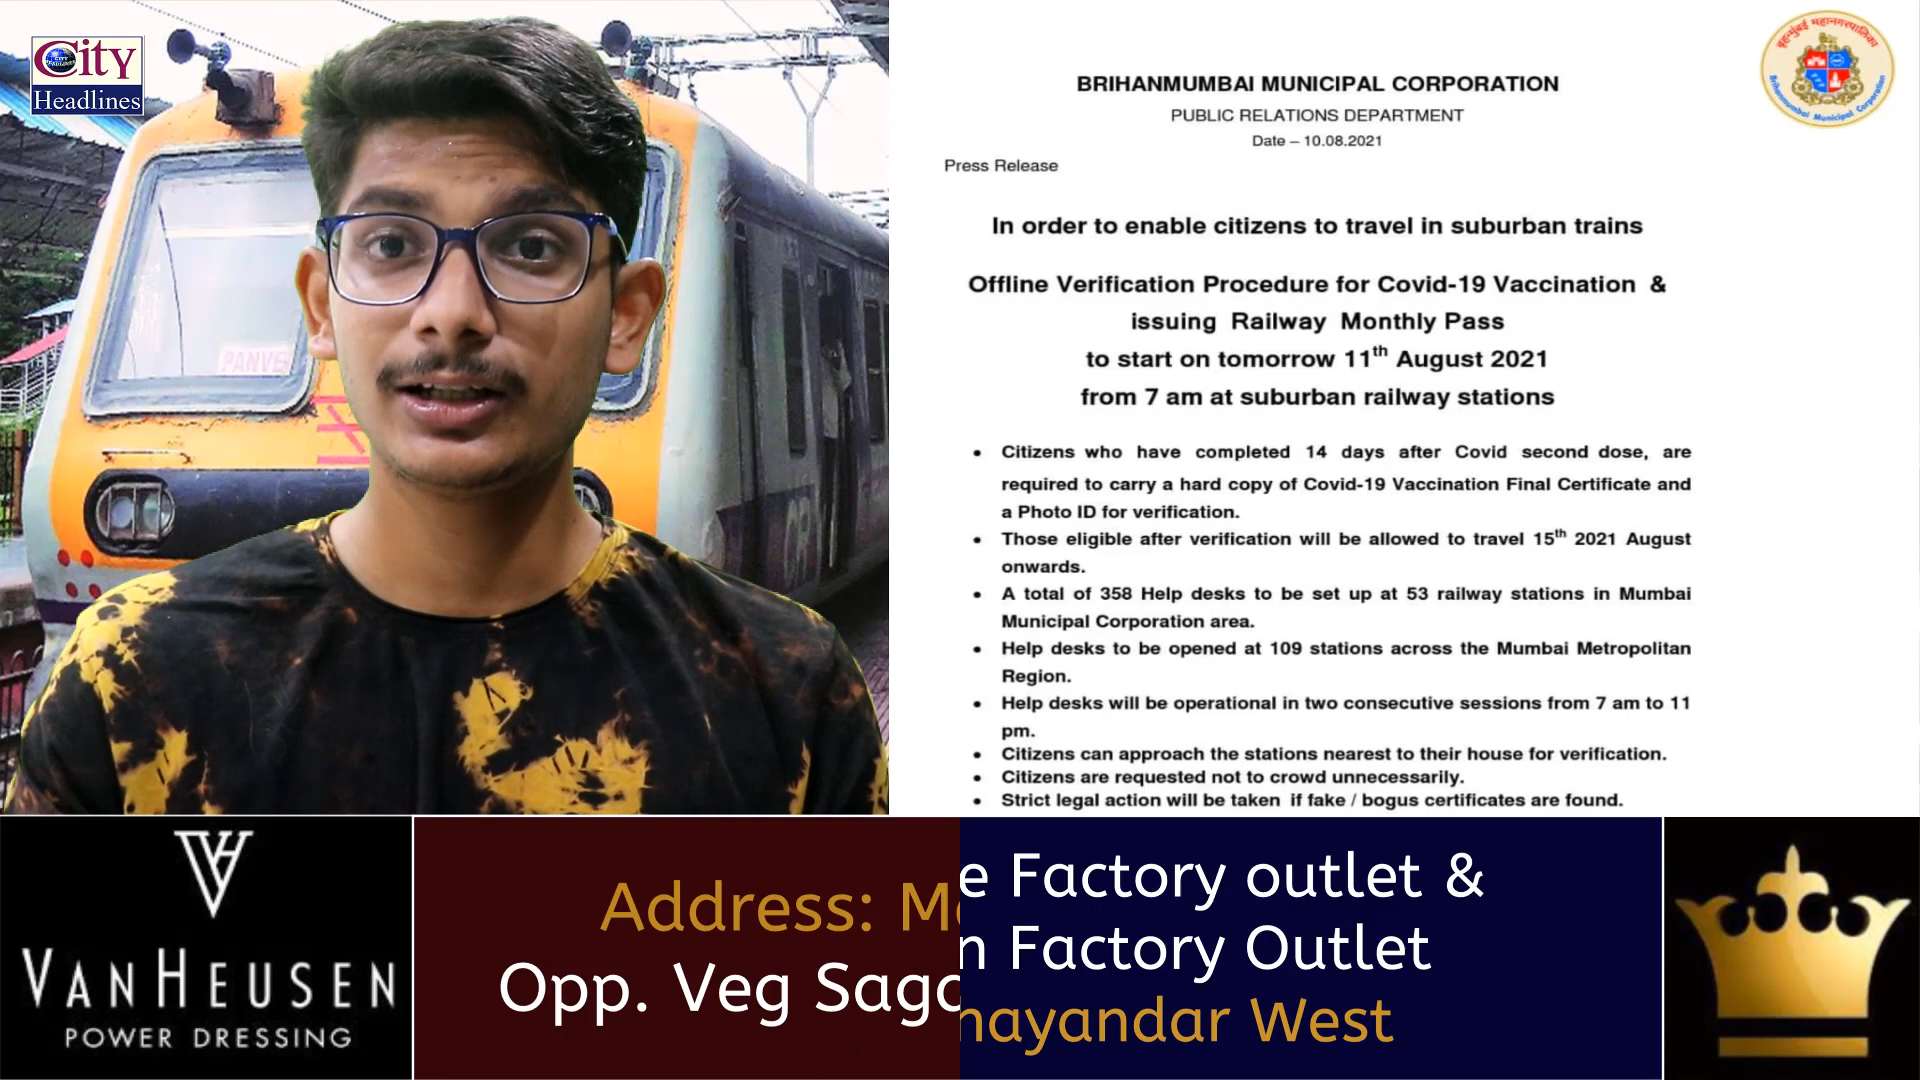 City
Headlines
PANVE
BRIHANMUMBAI MUNICIPAL CORPORATION
PUBLIC RELATIONS DEPARTMENT
Date – 10.08.2021
Press Release
In order to enable citizens to travel in suburban trains
Offline Verification Procedure for Covid-19 Vaccination &
issuing Railway Monthly Pass
to start on tomorrow 11th August 2021
from 7 am at suburban railway stations
• Citizens who have completed 14 days after Covid second dose, are
required to carry a hard copy of Covid-19 Vaccination Final Certificate and
a Photo ID for verification.
• Those eligible after verification will be allowed to travel 15th 2021 August
onwards.
• A total of 358 Help desks to be set up at 53 railway stations in Mumbai
Municipal Corporation area.
• Help desks to be opened at 109 stations across the Mumbai Metropolitan
Region.
• Help desks will be operational in two consecutive sessions from 7 am to 11
pm.
• Citizens can approach the stations nearest to their house for verification.
• Citizens are requested not to crowd unnecessarily.
• Strict legal action will be taken if fake / bogus certificates are found.
बृहन्मुंबई महानगरपालिका
Brihanmumbai Municipal Corporation
VH
VANHEUSEN
POWER DRESSING
Address: M
Opp. Veg Saga
e Factory outlet &
n Factory Outlet
hayandar West